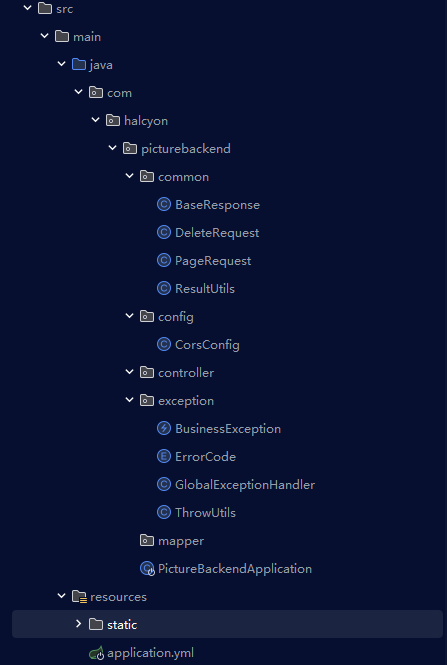 src
main
java
com
halcyon
picturebackend
common
BaseResponse
DeleteRequest
PageRequest
ResultUtils
config
CorsConfig
controller
exception
BusinessException
ErrorCode
GlobalExceptionHandler
ThrowUtils
mapper
PictureBackendApplication
resources
static
application.yml